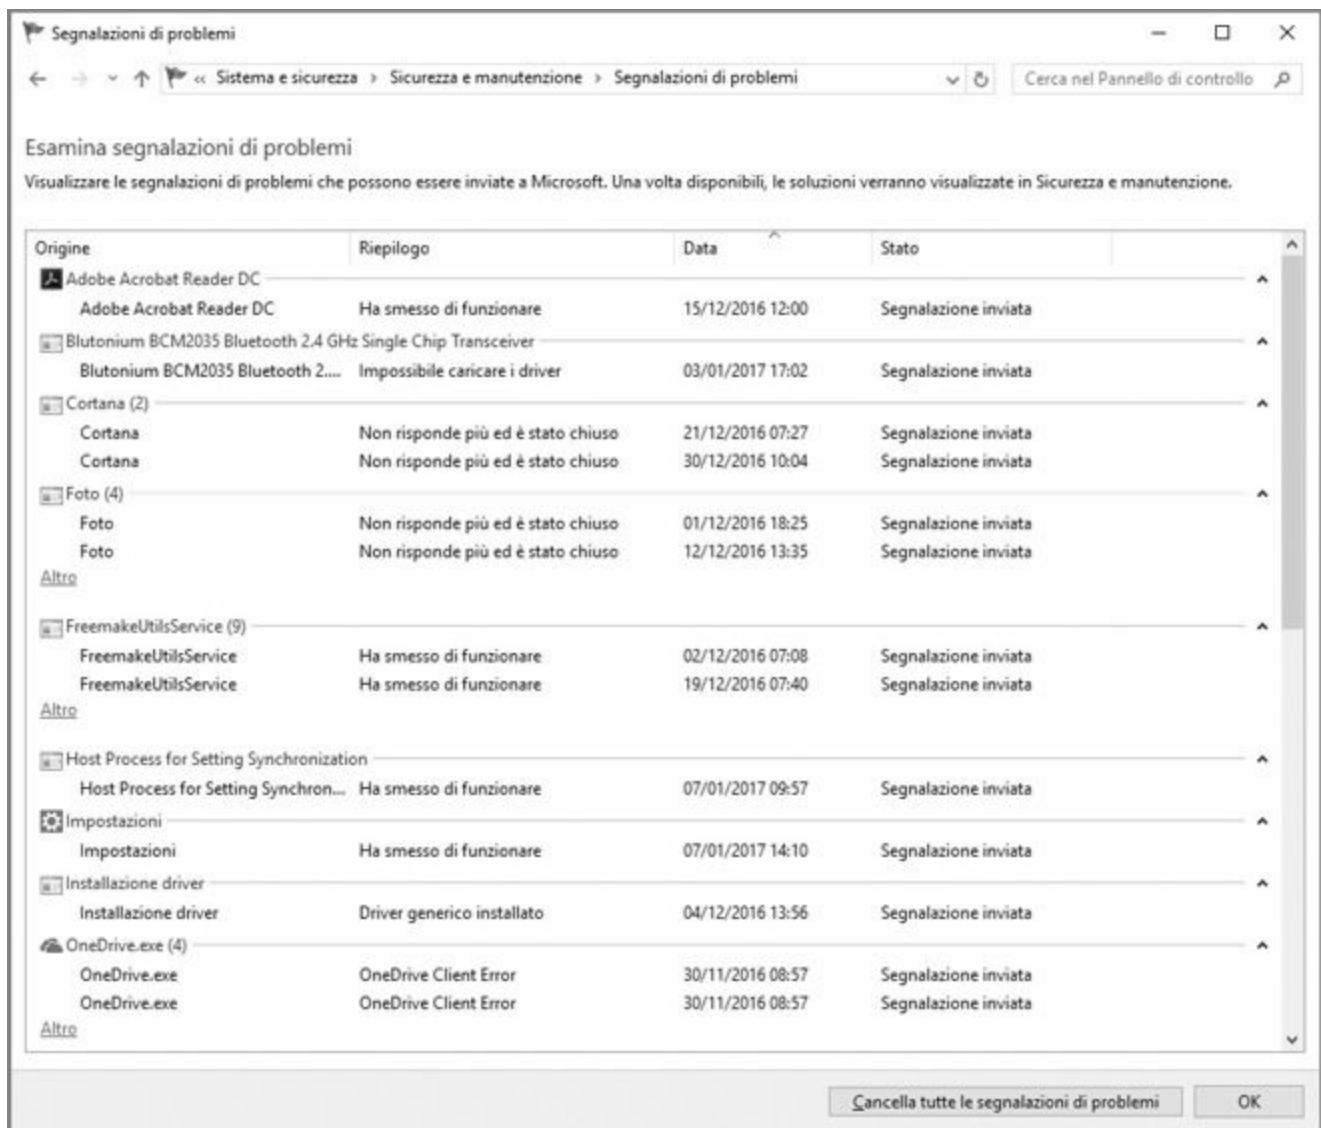 Segnalazioni di problemi
« Sistema e sicurezza > Sicurezza e manutenzione > Segnalazioni di problemi
Cerca nel Pannello di controllo
Esamina segnalazioni di problemi
Visualizzare le segnalazioni di problemi che possono essere inviate a Microsoft. Una volta disponibili, le soluzioni verranno visualizzate in Sicurezza e manutenzione.
Origine Riepilogo Data Stato
Adobe Acrobat Reader DC
Adobe Acrobat Reader DC Ha smesso di funzionare 15/12/2016 12:00 Segnalazione inviata
Blutonium BCM2035 Bluetooth 2.4 GHz Single Chip Transceiver
Blutonium BCM2035 Bluetooth 2.... Impossibile caricare i driver 03/01/2017 17:02 Segnalazione inviata
Cortana (2)
Cortana Non risponde più ed è stato chiuso 21/12/2016 07:27 Segnalazione inviata
Cortana Non risponde più ed è stato chiuso 30/12/2016 10:04 Segnalazione inviata
Foto (4)
Foto Non risponde più ed è stato chiuso 01/12/2016 18:25 Segnalazione inviata
Foto Non risponde più ed è stato chiuso 12/12/2016 13:35 Segnalazione inviata
Altro
FreemakeUtilsService (9)
FreemakeUtilsService Ha smesso di funzionare 02/12/2016 07:08 Segnalazione inviata
FreemakeUtilsService Ha smesso di funzionare 19/12/2016 07:40 Segnalazione inviata
Altro
Host Process for Setting Synchronization
Host Process for Setting Synchron... Ha smesso di funzionare 07/01/2017 09:57 Segnalazione inviata
Impostazioni
Impostazioni Ha smesso di funzionare 07/01/2017 14:10 Segnalazione inviata
Installazione driver
Installazione driver Driver generico installato 04/12/2016 13:56 Segnalazione inviata
OneDrive.exe (4)
OneDrive.exe OneDrive Client Error 30/11/2016 08:57 Segnalazione inviata
OneDrive.exe OneDrive Client Error 30/11/2016 08:57 Segnalazione inviata
Altro
Cancella tutte le segnalazioni di problemi OK